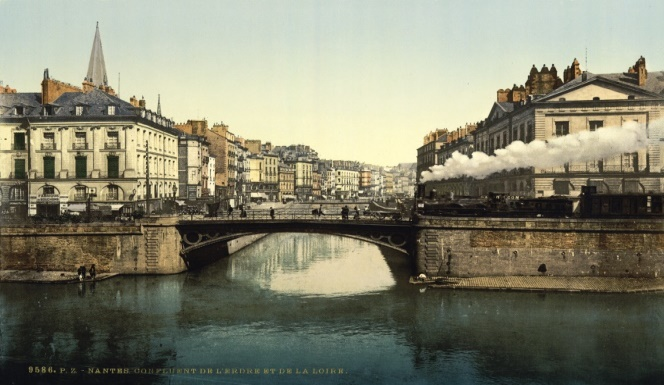 9586. P. Z. - NANTES. CONFLUENT DE L'ERDRE ET DE LA LOIRE.